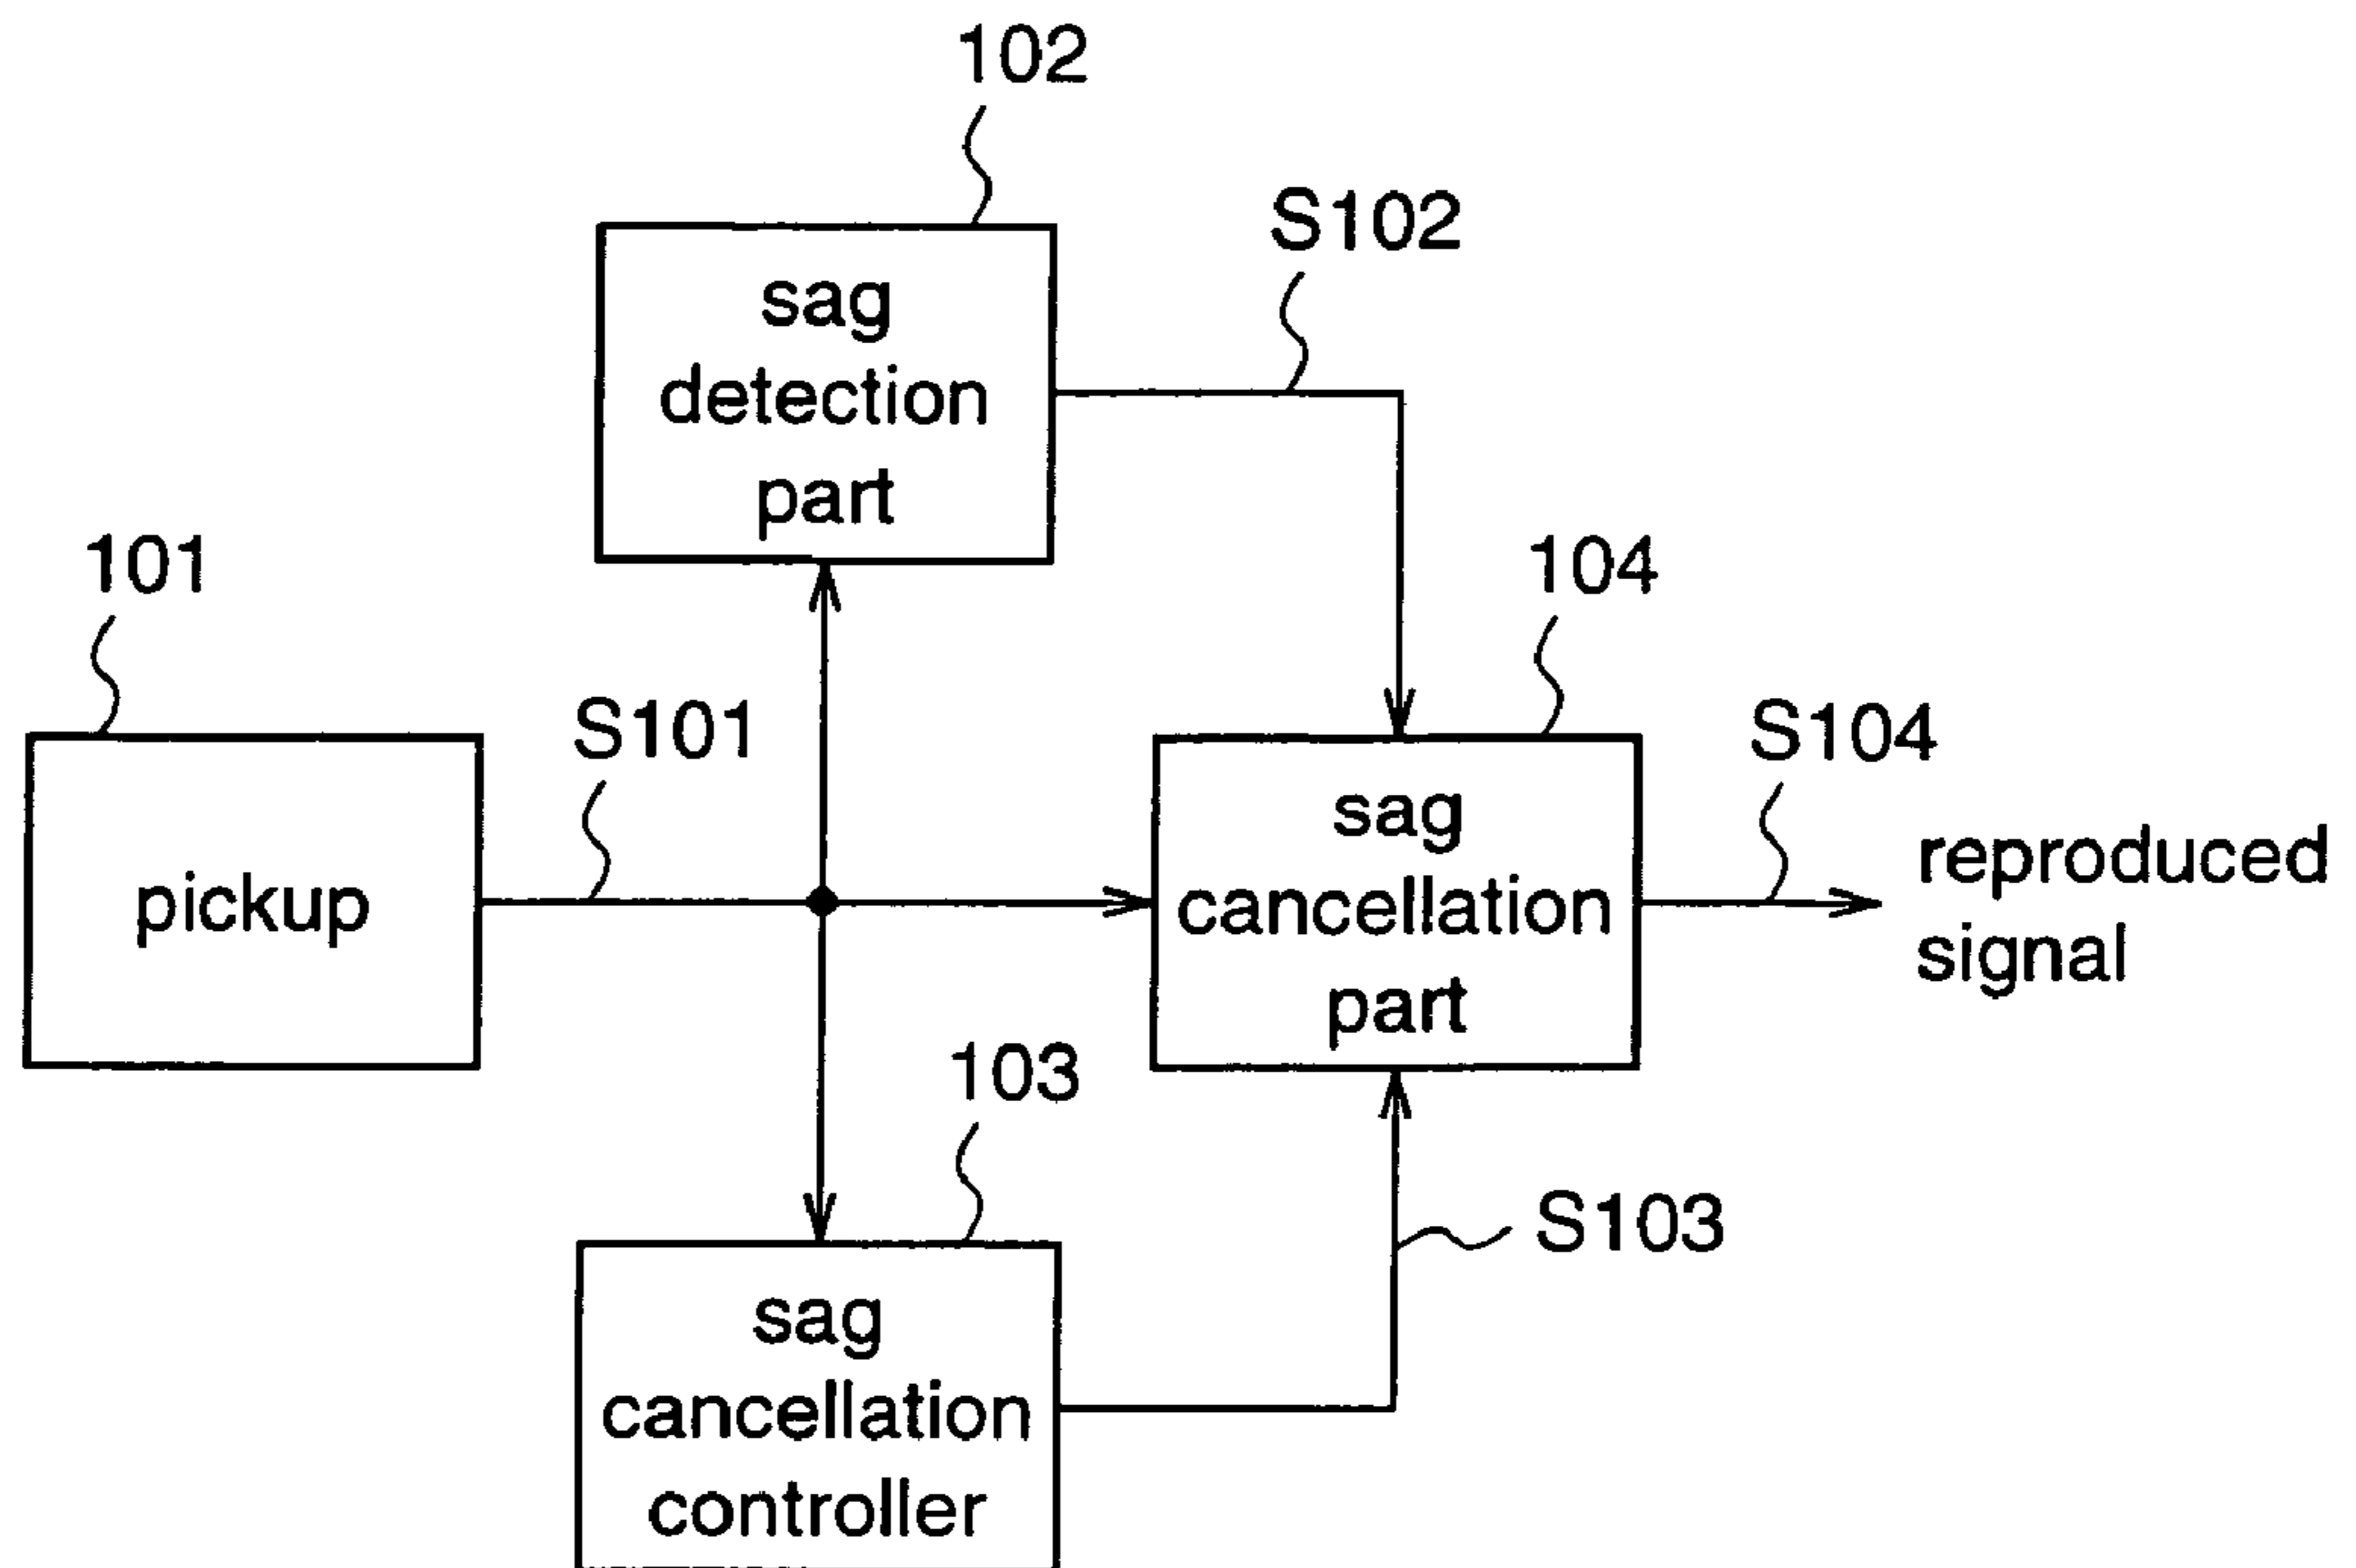 102
S102
sag
detection
part
101
104
S101
S104
pickup
sag
cancellation
part
reproduced
signal
103
S103
sag
cancellation
controller